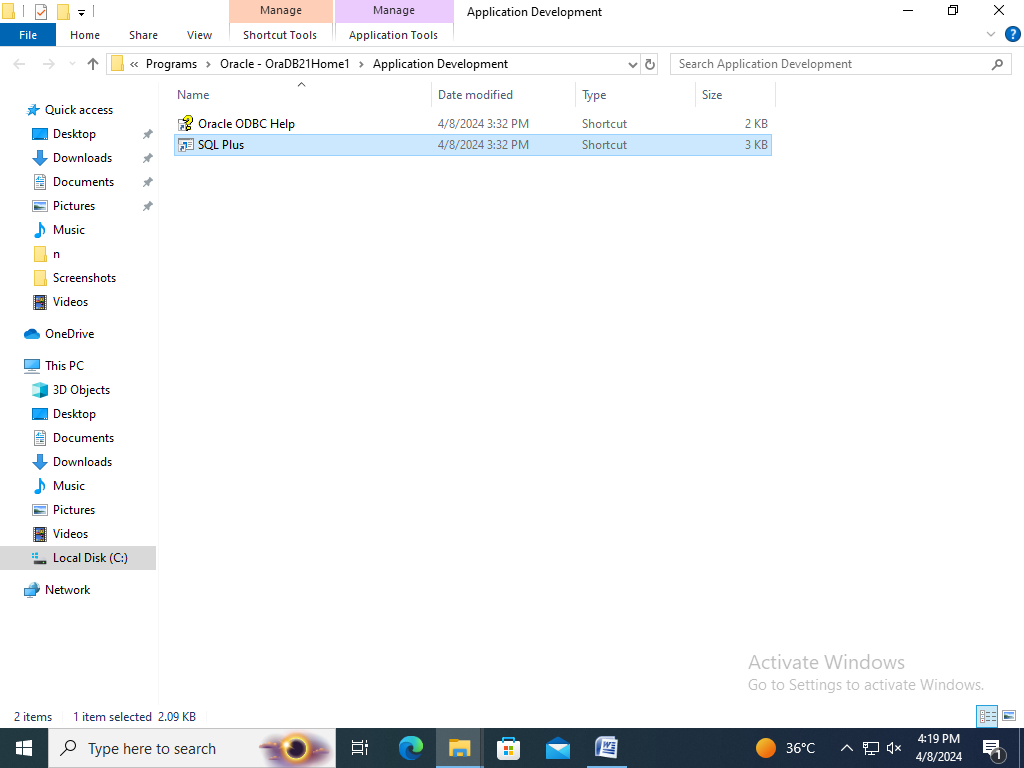 Manage
Manage
Application Development
File
Home
Share
View
Shortcut Tools
Application Tools
?
« Programs > Oracle - OraDB21Home1 > Application Development
Search Application Development
Name
Date modified
Type
Size
Quick access
Desktop
Downloads
Documents
Pictures
Music
n
Screenshots
Videos
OneDrive
This PC
3D Objects
Desktop
Documents
Downloads
Music
Pictures
Videos
Local Disk (C:)
Network
Oracle ODBC Help
4/8/2024 3:32 PM
Shortcut
2 KB
SQL Plus
4/8/2024 3:32 PM
Shortcut
3 KB
Activate Windows
Go to Settings to activate Windows.
2 items
1 item selected 2.09 KB
Type here to search
W
36°C
4:19 PM
4/8/2024
1